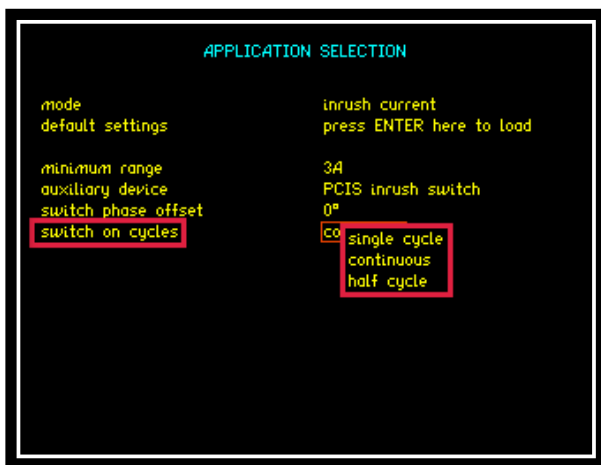 APPLICATION SELECTION
mode inrush current
default settings press ENTER here to load
minimum range 3A
auxiliary device PCIS inrush switch
switch phase offset 0°
switch on cycles co
single cycle
continuous
half cycle